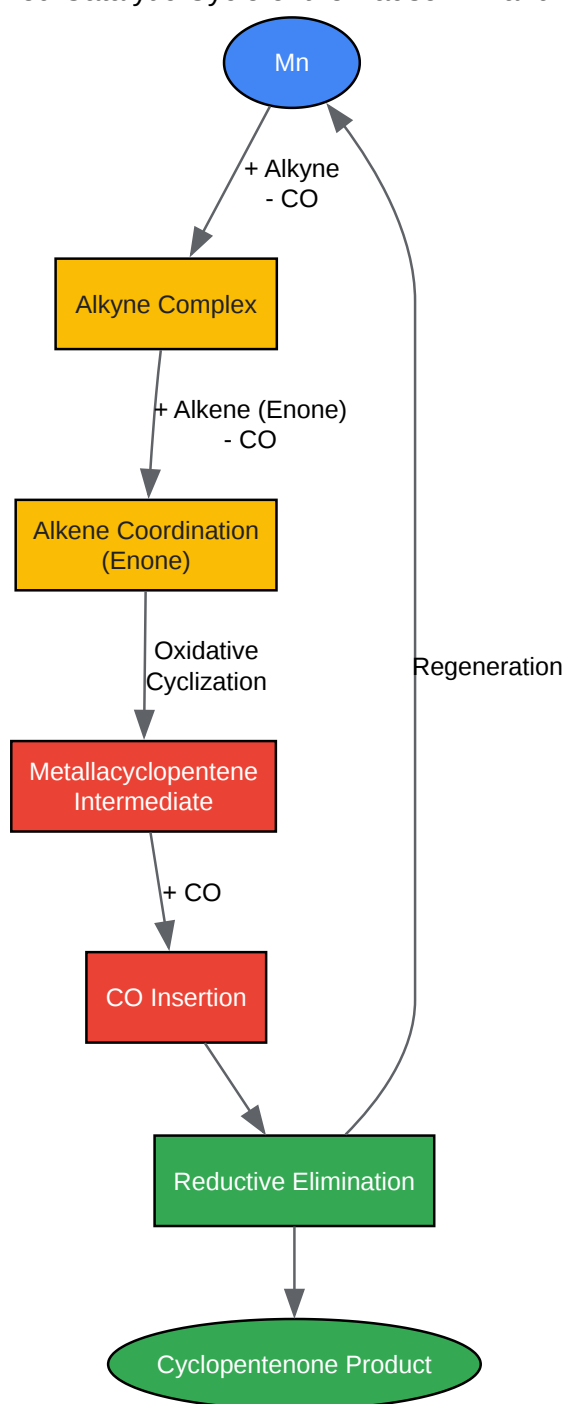 Mn
+ Alkyne
- CO
Alkyne Complex
+ Alkene (Enone)
- CO
Alkene Coordination
(Enone)
Oxidative
Cyclization
Regeneration
Metallacyclopentene
Intermediate
+ CO
CO Insertion
Reductive Elimination
Cyclopentenone Product